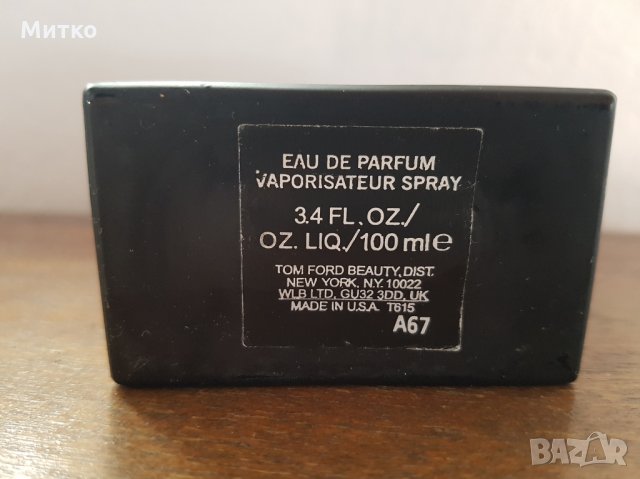 Митко
EAU DE PARFUM
VAPORISATEUR SPRAY
3.4 FL. OZ./
OZ. LIQ./100 ml e
TOM FORD BEAUTY, DIST.
NEW YORK, N.Y. 10022
WLB LTD, GU32 3DD, UK
MADE IN U.S.A. T615
A67
BAZAR